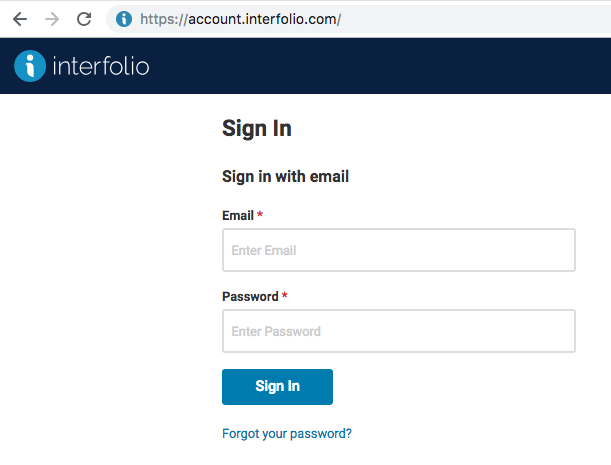 https://account.interfolio.com/
interfolio
Sign In
Sign in with email
Email *
Enter Email
Password *
Enter Password
Sign In
Forgot your password?